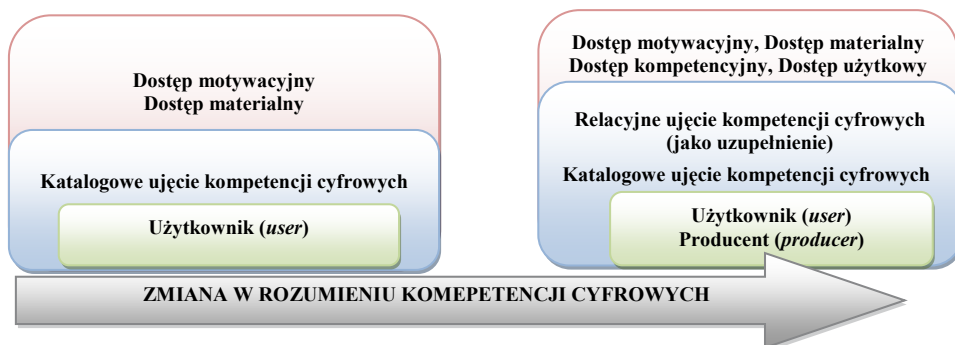 Dostęp motywacyjny
Dostęp materialny
Katalogowe ujęcie kompetencji cyfrowych
Użytkownik (user)
Dostęp motywacyjny, Dostęp materialny
Dostęp kompetencyjny, Dostęp użytkowy
Relacyjne ujęcie kompetencji cyfrowych
(jako uzupełnienie)
Katalogowe ujęcie kompetencji cyfrowych
Użytkownik (user)
Producent (producer)
ZMIANA W ROZUMIENIU KOMEPETENCJI CYFROWYCH